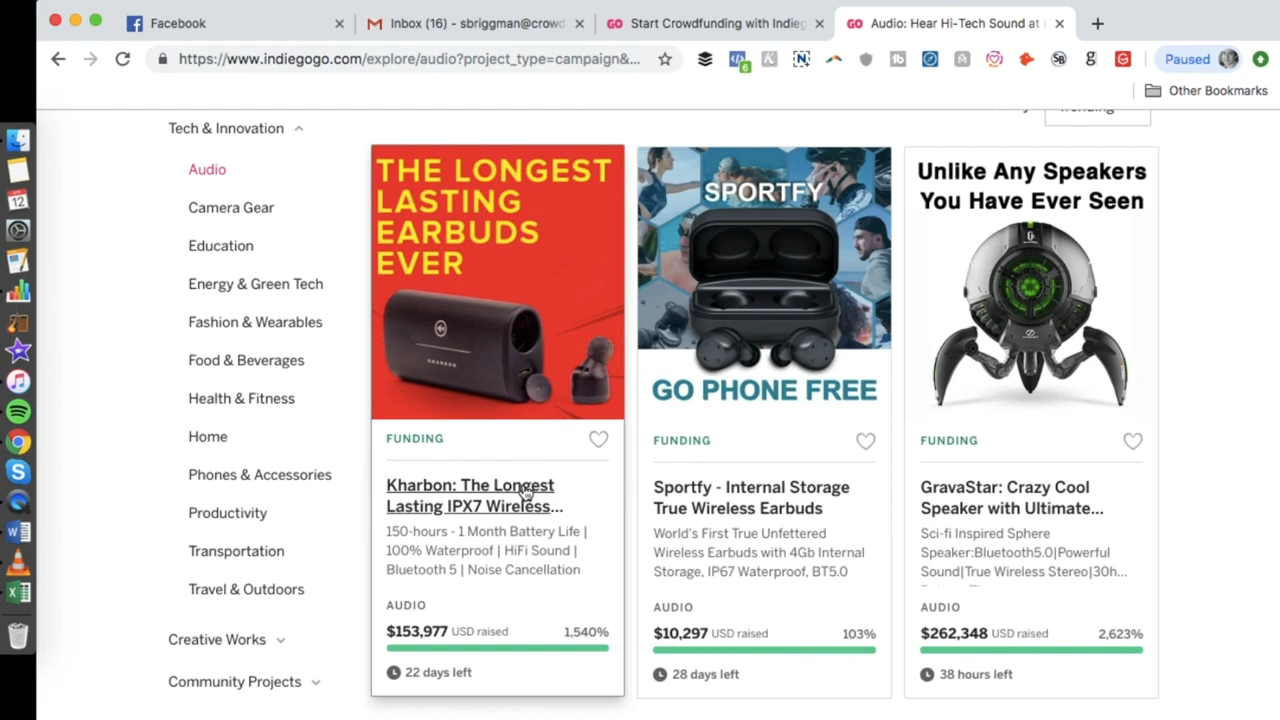 Facebook
Inbox (16) - sbriggman@crowd
Start Crowdfunding with Indieg
Audio: Hear Hi-Tech Sound at
https://www.indiegogo.com/explore/audio?project_type=campaign&...
6
Paused
Other Bookmarks
Tech & Innovation
Audio
Camera Gear
Education
Energy & Green Tech
Fashion & Wearables
Food & Beverages
Health & Fitness
Home
Phones & Accessories
Productivity
Transportation
Travel & Outdoors
Creative Works
Community Projects
THE LONGEST
LASTING
EARBUDS
EVER
KHARBON
FUNDING
Kharbon: The Longest
Lasting IPX7 Wireless...
150-hours - 1 Month Battery Life |
100% Waterproof | HiFi Sound |
Bluetooth 5 | Noise Cancellation
AUDIO
$153,977 USD raised 1,540%
22 days left
SPORTFY
GO PHONE FREE
FUNDING
Sportfy - Internal Storage
True Wireless Earbuds
World's First True Unfettered
Wireless Earbuds with 4Gb Internal
Storage, IP67 Waterproof, BT5.0
AUDIO
$10,297 USD raised 103%
28 days left
Unlike Any Speakers
You Have Ever Seen
FUNDING
GravaStar: Crazy Cool
Speaker with Ultimate...
Sci-fi Inspired Sphere
Speaker:Bluetooth5.0|Powerful
Sound|True Wireless Stereo|30h...
AUDIO
$262,348 USD raised 2,623%
38 hours left